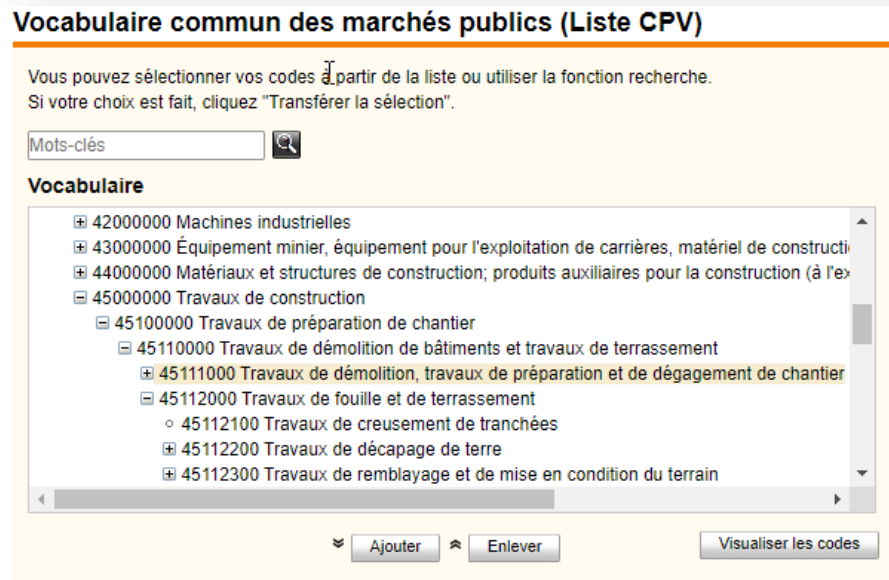 Vocabulaire commun des marchés publics (Liste CPV)
Vous pouvez sélectionner vos codes à partir de la liste ou utiliser la fonction recherche.
Si votre choix est fait, cliquez "Transférer la sélection".
Mots-clés
Vocabulaire
42000000 Machines industrielles
43000000 Équipement minier, équipement pour l'exploitation de carrières, matériel de constructi
44000000 Matériaux et structures de construction; produits auxiliaires pour la construction (à l'ex
45000000 Travaux de construction
45100000 Travaux de préparation de chantier
45110000 Travaux de démolition de bâtiments et travaux de terrassement
45111000 Travaux de démolition, travaux de préparation et de dégagement de chantier
45112000 Travaux de fouille et de terrassement
45112100 Travaux de creusement de tranchées
45112200 Travaux de décapage de terre
45112300 Travaux de remblayage et de mise en condition du terrain
Ajouter Enlever Visualiser les codes